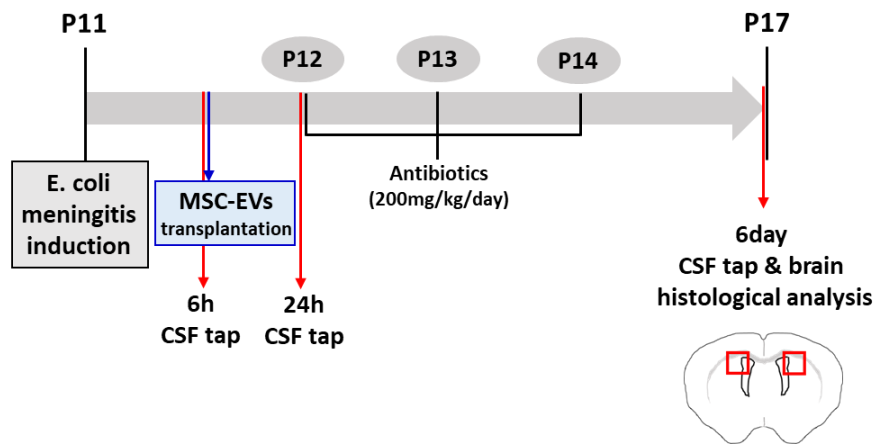 P11
P17
P12
P13
P14
E. coli
meningitis
induction
MSC-EVs
transplantation
Antibiotics
(200mg/kg/day)
6h
CSF tap
24h
CSF tap
6day
CSF tap & brain
histological analysis